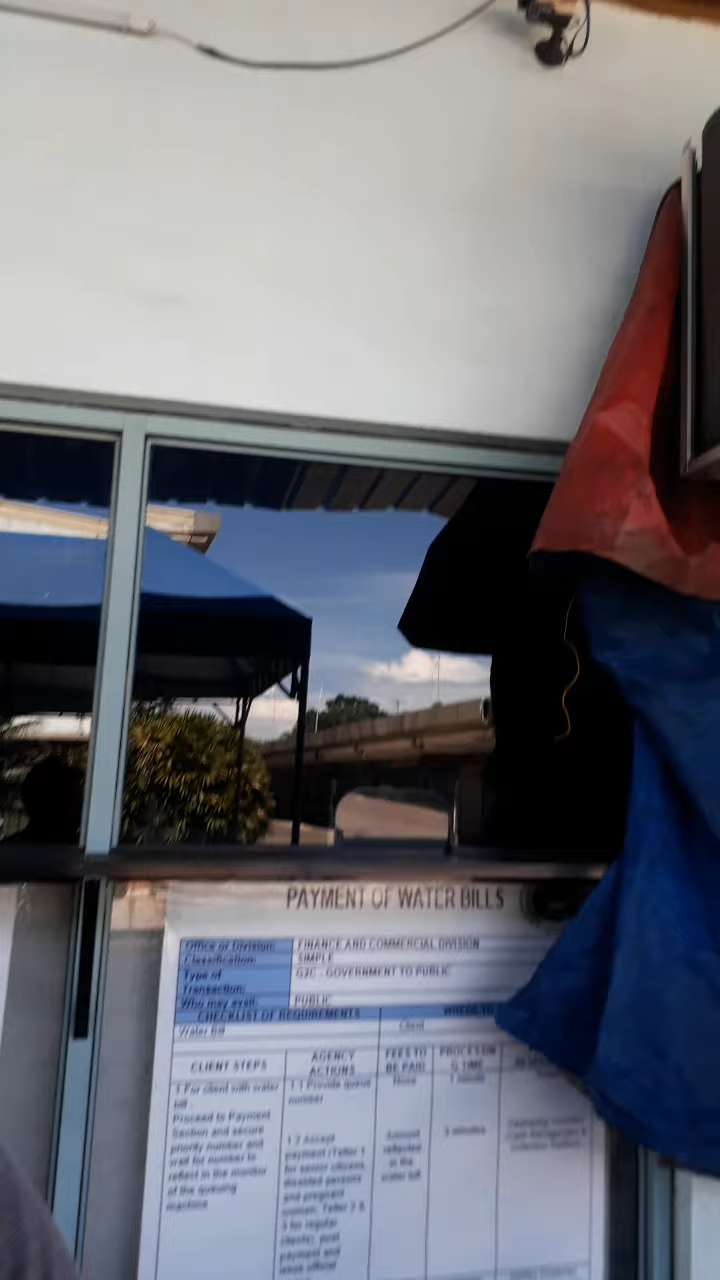 PAYMENT OF WATER BILLS
Office or Division: FINANCE AND COMMERCIAL DIVISION
Classification: SIMPLE
Type of Transaction: G2C - GOVERNMENT TO PUBLIC
Who may avail: PUBLIC
CHECKLIST OF REQUIREMENTS WHERE TO
Water Bill Client
CLIENT STEPS
AGENCY
ACTIONS
FEES TO
BE PAID
PROCESSIN
G TIME
1.For client with water
bill -
Proceed to Payment
Section and secure
priority number and
wait for number to
reflect in the monitor
of the queuing
machine
1.1 Provide queue
number
None
1 minute
1.2 Accept
payment (Teller 1
for senior citizens,
disabled persons
and pregnant
women, Teller 2 &
3 for regular
clients), post
payment and
issue official
Amount
reflected
in the
water bill